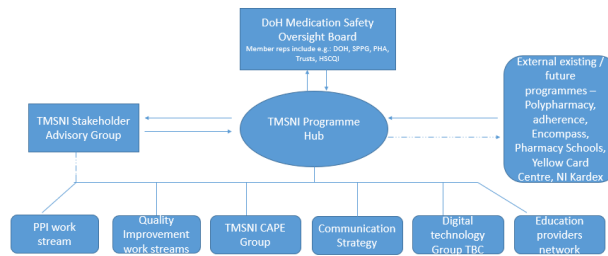 DoH Medication Safety
Oversight Board
Member reps include e.g.: DOH, SPPG, PHA,
Trusts, HSCQI
External existing /
future
programmes –
Polypharmacy,
adherence,
Encompass,
Pharmacy Schools,
Yellow Card
Centre, NI Kardex
TMSNI Stakeholder
Advisory Group
TMSNI Programme
Hub
PPI work
stream
Quality
Improvement
work streams
TMSNI CAPE
Group
Communication
Strategy
Digital
technology
Group TBC
Education
providers
network